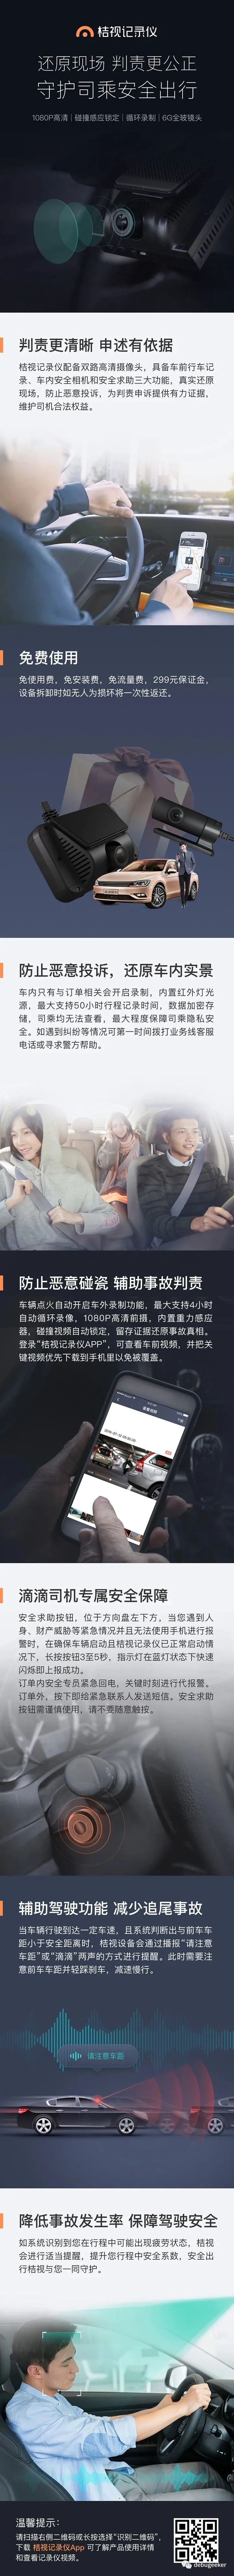 桔视记录仪
还原现场 判责更公正
守护司乘安全出行
1080P高清 | 碰撞感应锁定 | 循环录制 | 6G全玻镜头
判责更清晰 申述有依据
桔视记录仪配备双路高清摄像头，具备车前行车记
录、车内安全相机和安全求助三大功能，真实还原
现场，防止恶意投诉，为判责申诉提供有力证据，
维护司机合法权益。
免费使用
免使用费，免安装费，免流量费，299元保证金，
设备拆卸时如无人为损坏将一次性返还。
防止恶意投诉，还原车内实景
车内只有与订单相关会开启录制，内置红外灯光
源，最大支持50小时行程记录时间，数据加密存
储，司乘均无法查看，最大程度保障司乘隐私安
全。如遇到纠纷等情况可第一时间拨打业务线客服
电话或寻求警方帮助。
防止恶意碰瓷 辅助事故判责
车辆点火自动开启车外录制功能，最大支持4小时
自动循环录像，1080P高清前摄，内置重力感应
器，碰撞视频自动锁定，留存证据还原事故真相。
登录“桔视记录仪APP”，可查看车前视频，并把关
键视频优先下载到手机里以免被覆盖。
滴滴司机专属安全保障
安全求助按钮，位于方向盘左下方，当您遇到人
身、财产威胁等紧急情况并且无法使用手机进行报
警时，在确保车辆启动且桔视记录仪已正常启动情
况下，长按按钮3至5秒，指示灯在蓝灯状态下快速
闪烁即上报成功。
订单内安全专员紧急回电，关键时刻进行代报警。
订单外，按下即给紧急联系人发送短信。安全求助
按钮需谨慎使用，请不要随意触按。
辅助驾驶功能 减少追尾事故
当车辆行驶到达一定车速，且系统判断出与前车车
距小于安全距离时，桔视设备会通过播报“请注意
车距”或“滴滴”两声的方式进行提醒。此时需要注
意前车车距并轻踩刹车，减速慢行。
请注意车距
降低事故发生率 保障驾驶安全
如系统识别到您在行程中可能出现疲劳状态，桔视
会进行适当提醒，提升您行程中安全系数，安全出
行桔视与您一同守护。
温馨提示：
请扫描右侧二维码或长按选择“识别二维码”，
下载 桔视记录仪App 可了解产品使用详情
和查看记录仪视频。
debugeeker